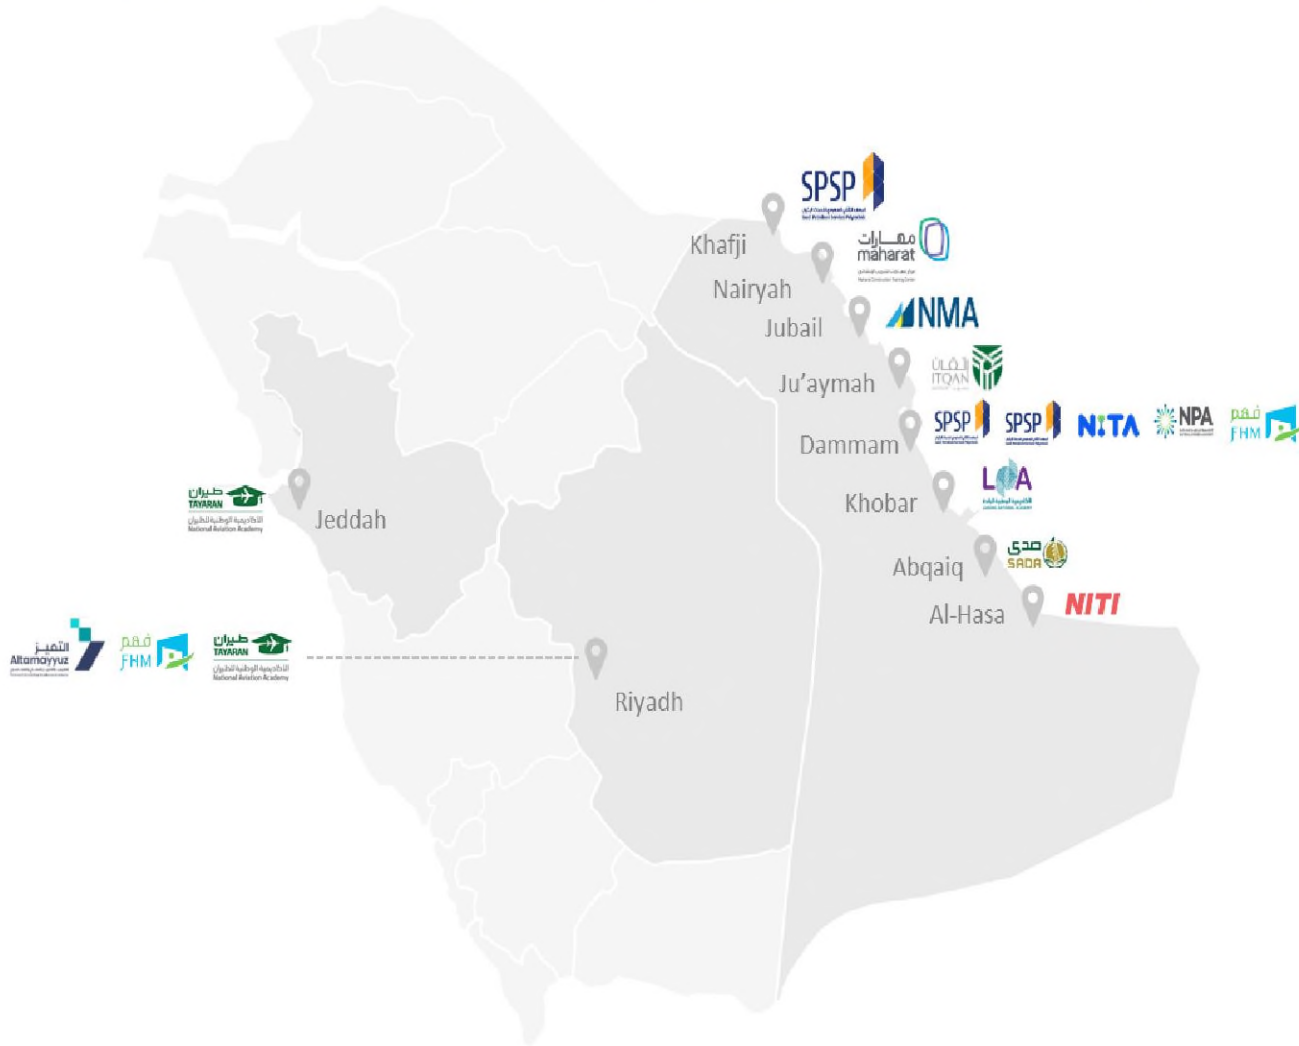 SPSP
Khafji
مهارات
maharat
Nairyah
NMA
Jubail
إتقان
ITQAN
Ju'aymah
SPSP
SPSP
NITA
NPA
فهم
FHM
Dammam
Khobar
صدى
SADA
Abqaiq
NITI
Al-Hasa
طيران
TAYARAN
الأكاديمية الوطنية للطيران
National Aviation Academy
Jeddah
التميز
Altamayyuz
فهم
FHM
طيران
TAYARAN
الأكاديمية الوطنية للطيران
National Aviation Academy
Riyadh